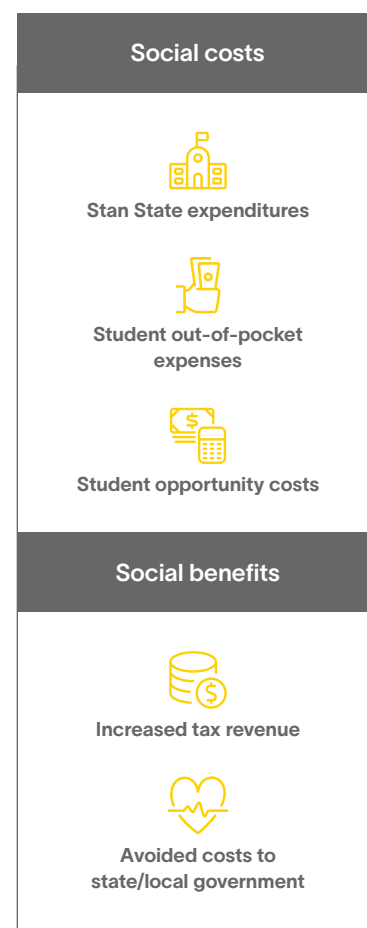 Social costs
Stan State expenditures
Student out-of-pocket
expenses
Student opportunity costs
Social benefits
Increased tax revenue
Avoided costs to
state/local government